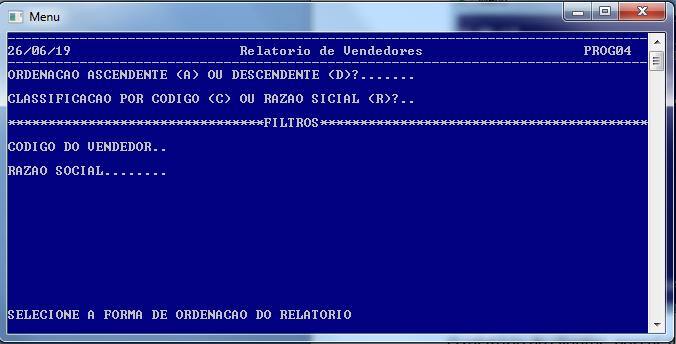 Menu
26/06/19 Relatorio de Vendedores PROG04
ORDENACAO ASCENDENTE (A) OU DESCENDENTE (D)?.......
CLASSIFICACAO POR CODIGO (C) OU RAZAO SICIAL (R)?..
********************************FILTROS*****************************************
CODIGO DO VENDEDOR..
RAZAO SOCIAL........
SELECIONE A FORMA DE ORDENACAO DO RELATORIO